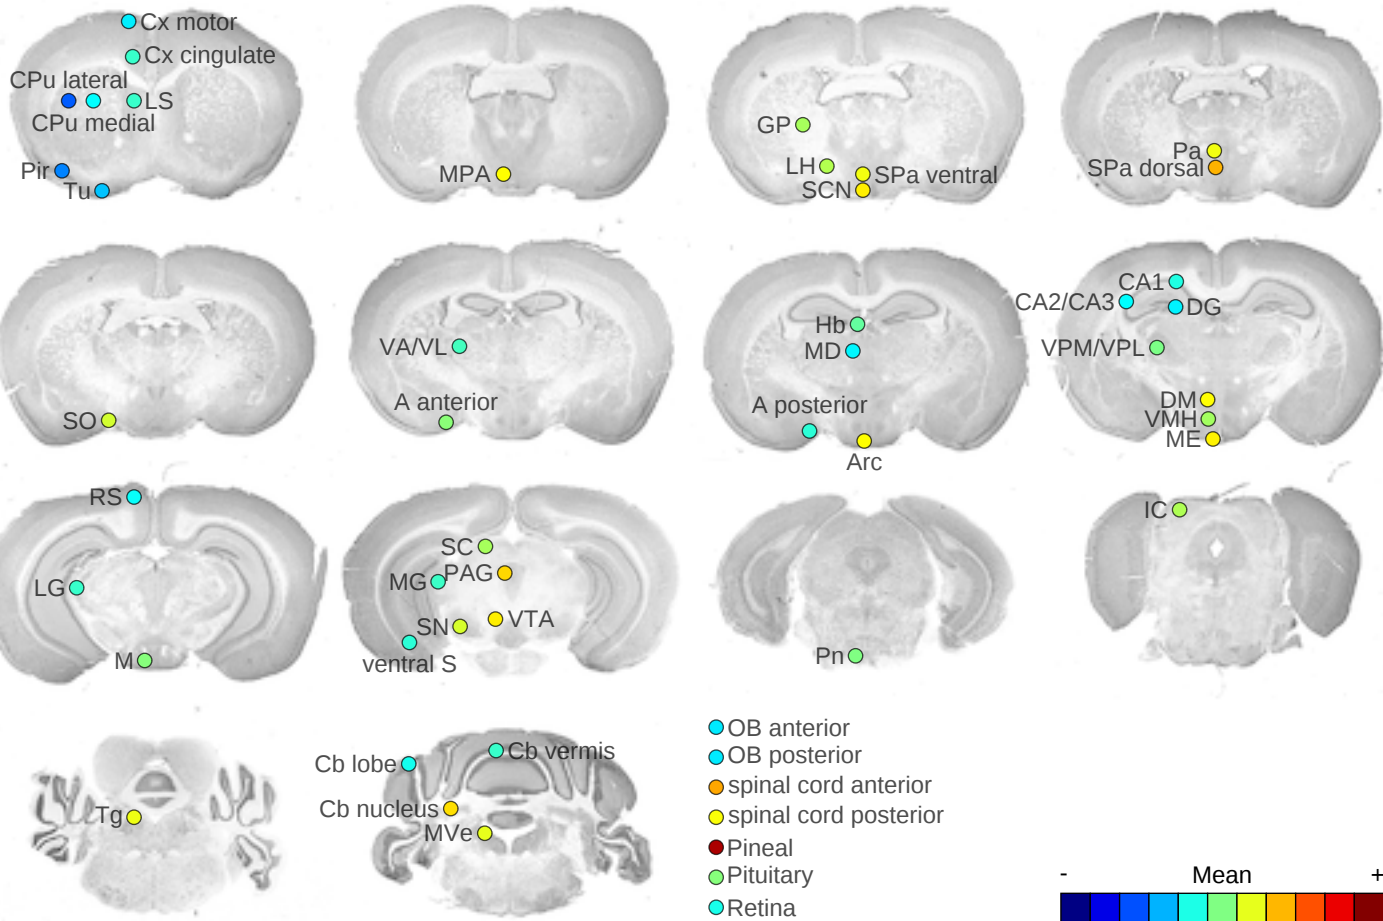 Cx motor
Cx cingulate
CPu lateral
LS
CPu medial
Pir
Tu
MPA
GP
LH
SPa ventral
SCN
Pa
SPa dorsal
SO
VA/VL
A anterior
Hb
MD
A posterior
Arc
CA1
CA2/CA3
DG
VPM/VPL
DM
VMH
ME
RS
LG
M
SC
MG
PAG
SN
VTA
ventral S
Pn
IC
Tg
Cb lobe
Cb vermis
Cb nucleus
MVe
OB anterior
OB posterior
spinal cord anterior
spinal cord posterior
Pineal
Pituitary
Retina
- Mean +